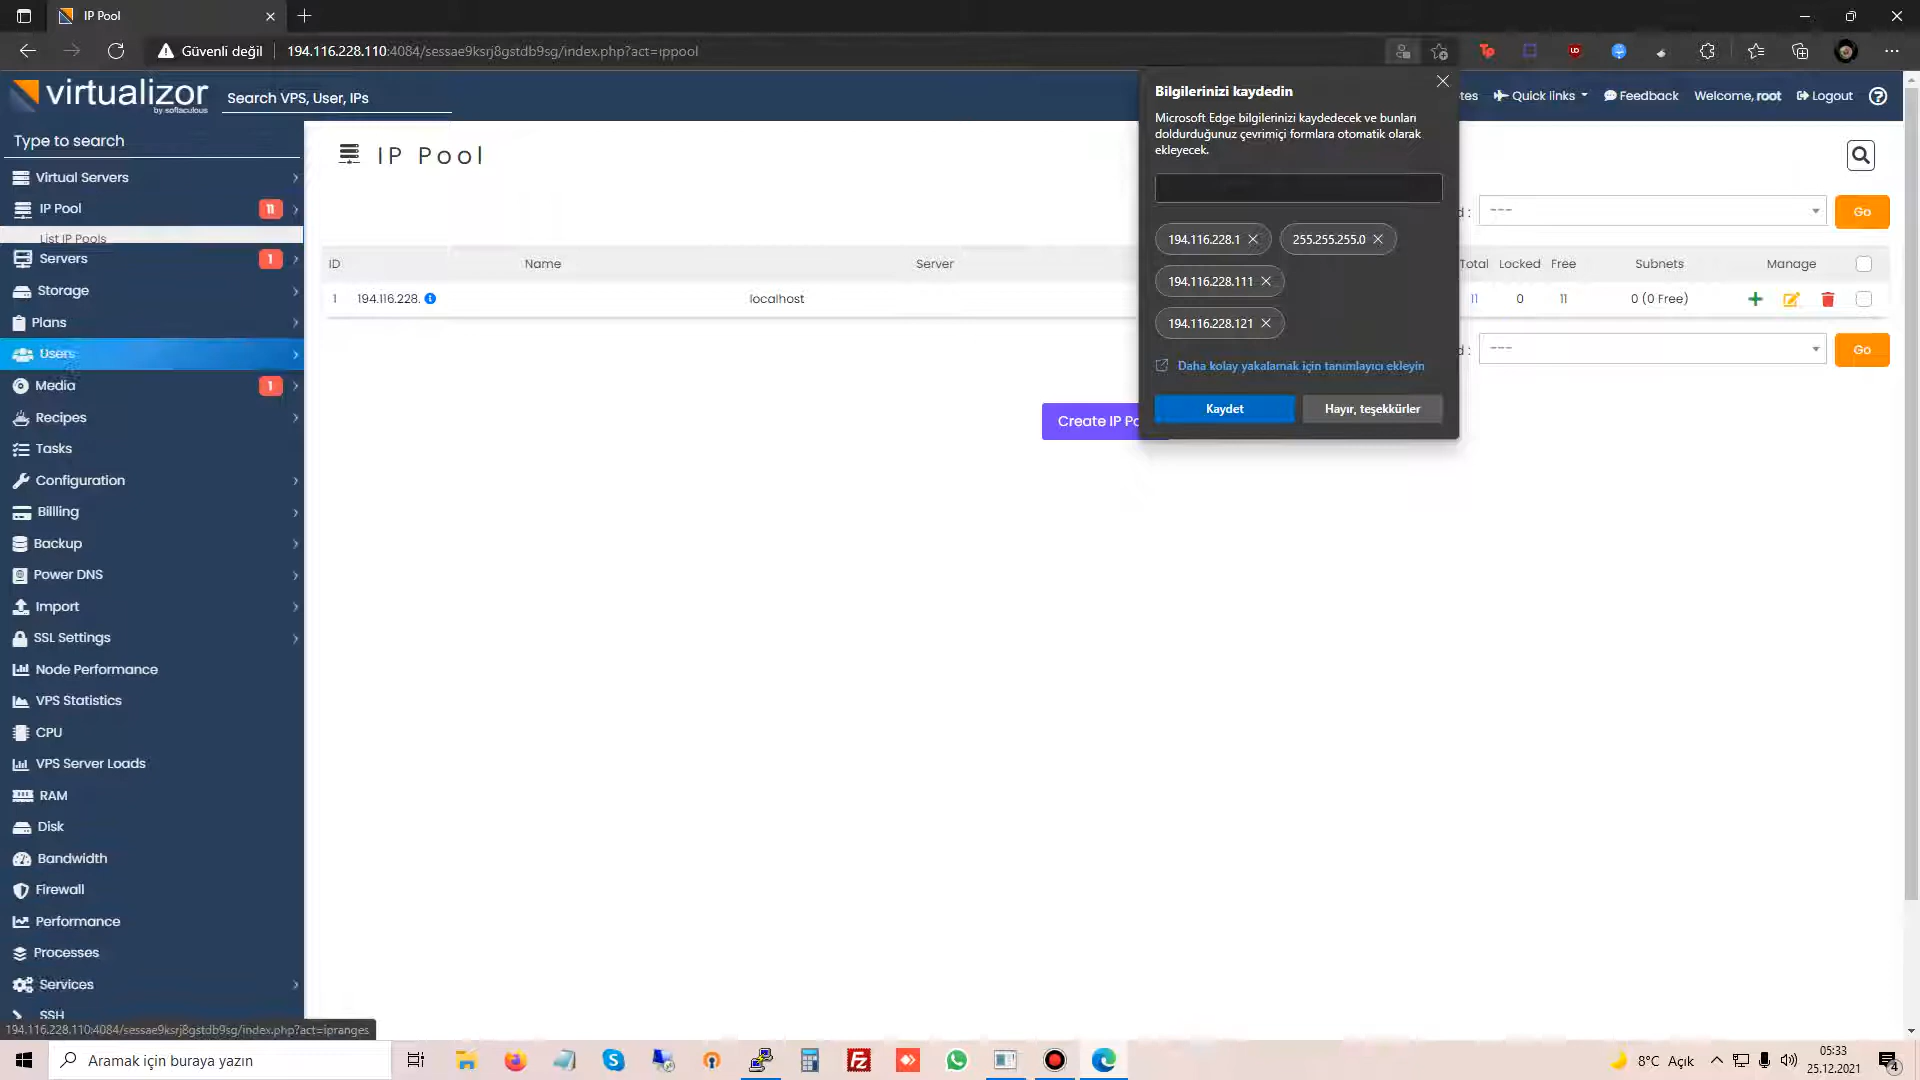 IP Pool
Güvenli değil
194.116.228.110:4084/sessae9ksrj8gstdb9sg/index.php?act=ippool
virtualizor
by softaculous
Search VPS, User, IPs
tes
Quick links
Feedback
Welcome, root
Logout
Type to search
Virtual Servers
IP Pool
11
List IP Pools
Servers
1
Storage
Plans
Users
Media
1
Recipes
Tasks
Configuration
Billling
Backup
Power DNS
Import
SSL Settings
Node Performance
VPS Statistics
CPU
VPS Server Loads
RAM
Disk
Bandwidth
Firewall
Performance
Processes
Services
SSH
194.116.228.110:4084/sessae9ksrj8gstdb9sg/index.php?act=ipranges
IP Pool
d :
---
Go
ID
Name
Server
Total
Locked
Free
Subnets
Manage
1
194.116.228.
localhost
11
0
11
0 (0 Free)
d :
---
Go
Create IP Po
Bilgilerinizi kaydedin
Microsoft Edge bilgilerinizi kaydedecek ve bunları
doldurduğunuz çevrimiçi formlara otomatik olarak
ekleyecek.
194.116.228.1
255.255.255.0
194.116.228.111
194.116.228.121
Daha kolay yakalamak için tanımlayıcı ekleyin
Kaydet
Hayır, teşekkürler
Aramak için buraya yazın
8°C Açık
05:33
25.12.2021
4